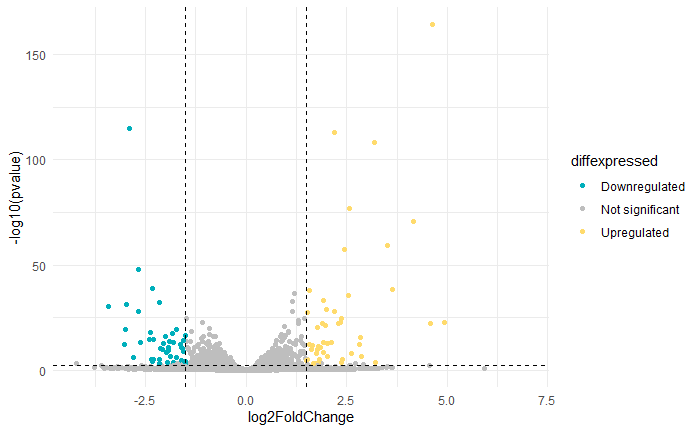 150
100
50
0
-log10(pvalue)
-2.5 0.0 2.5 5.0 7.5
log2FoldChange
diffexpressed
Downregulated
Not significant
Upregulated